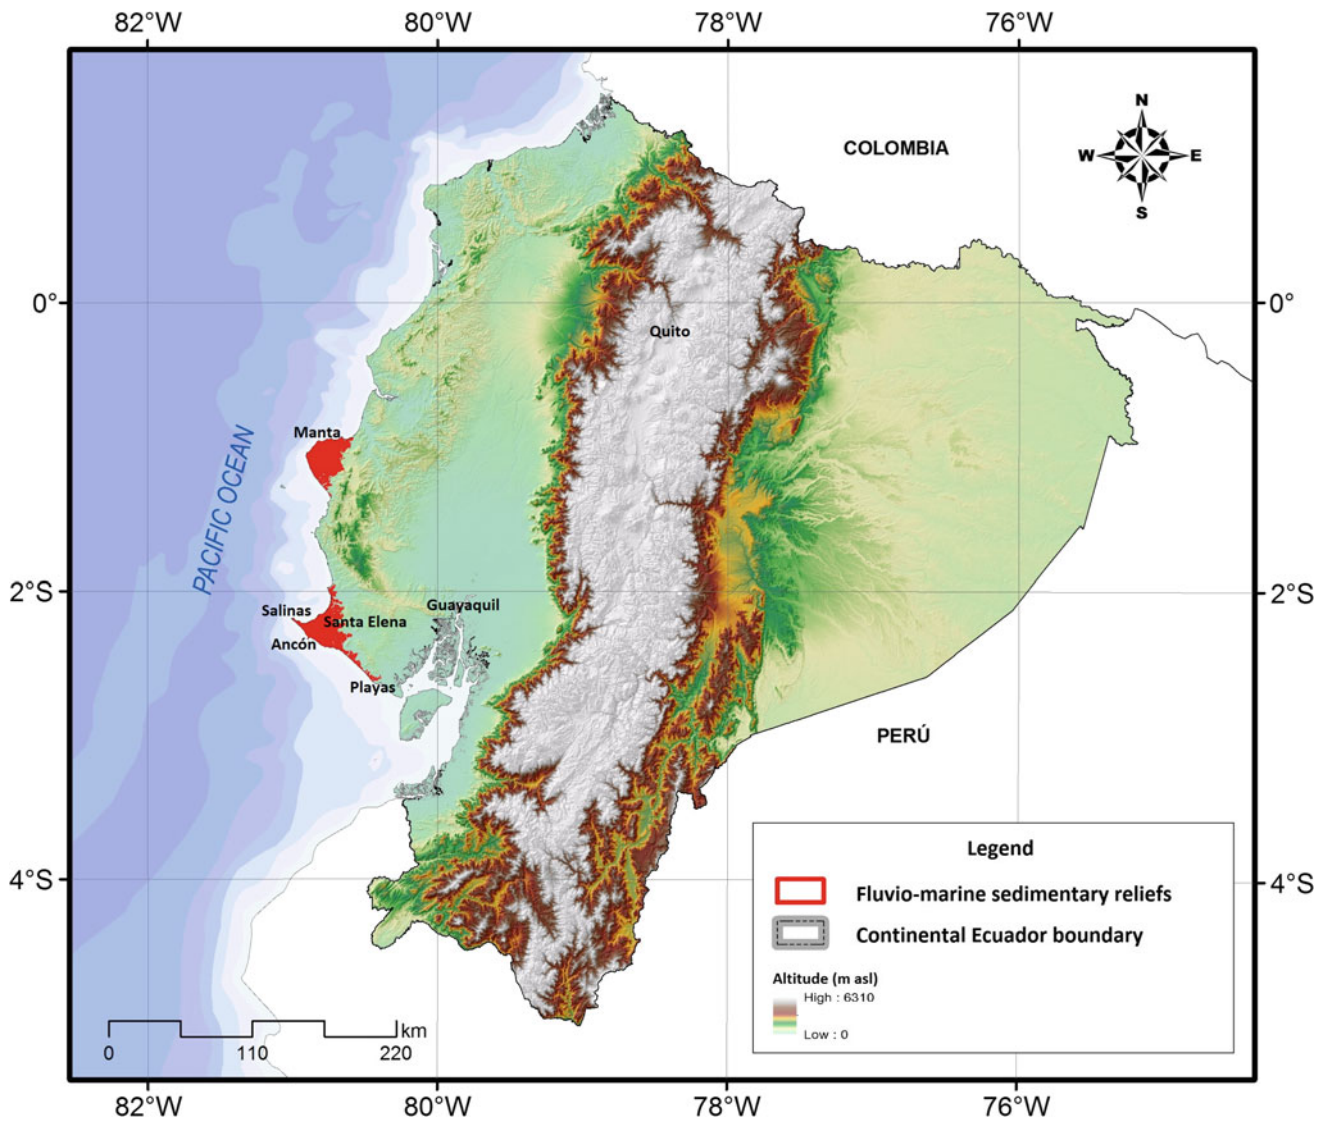 82°W 80°W 78°W 76°W
N
COLOMBIA
W E
S
0° 0°
Quito
Manta
PACIFIC OCEAN
2°S 2°S
Salinas
Guayaquil
Santa Elena
Ancón
Playas
PERÚ
Legend
4°S 4°S
Fluvio-marine sedimentary reliefs
Continental Ecuador boundary
Altitude (m asl)
High : 6310
Low : 0
km
0 110 220
82°W 80°W 78°W 76°W